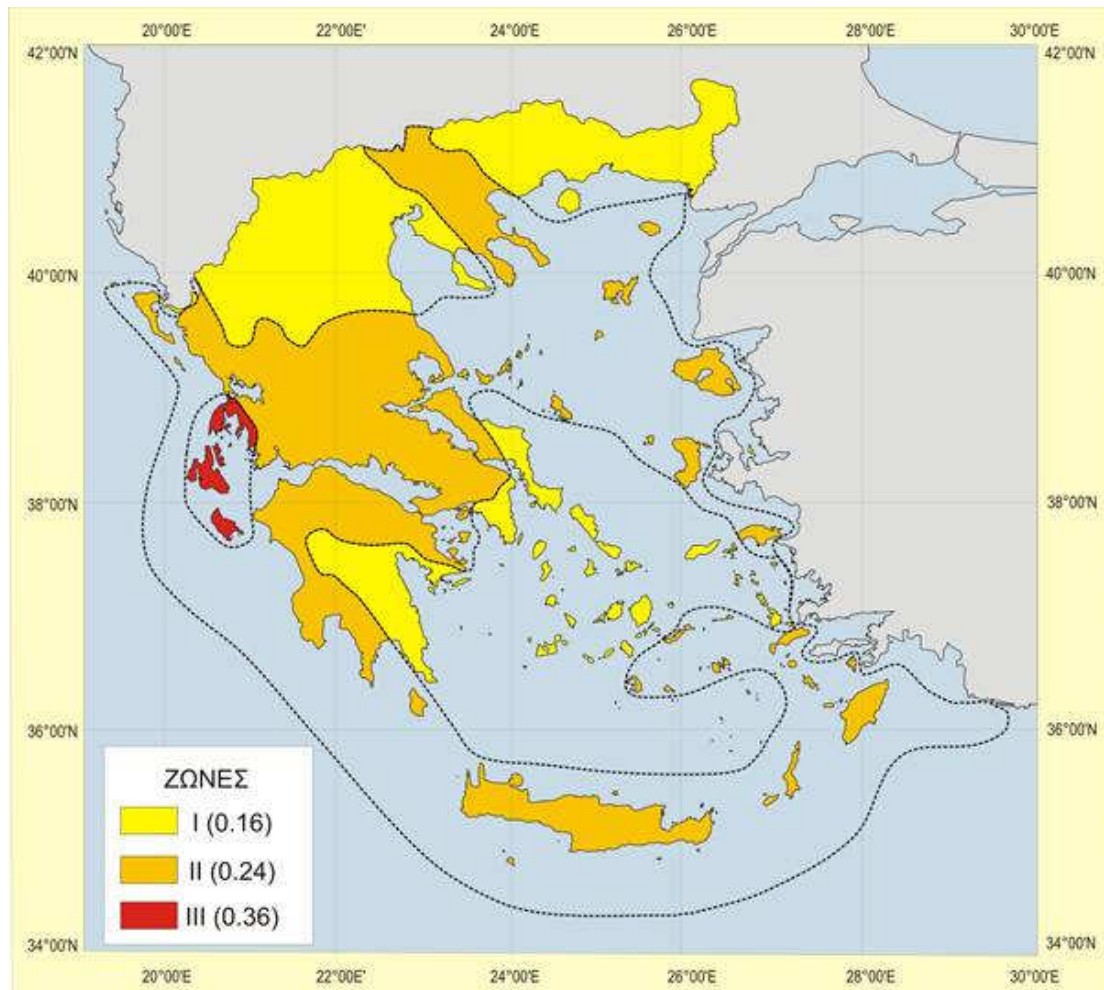 20°00'E 22°00'E' 24°00'E 26°00'E 28°00'E 30°00'E
42°00'N 42°00'N
40°00'N 40°00'N
38°00'N 38°00'N
36°00'N 36°00'N
ΖΩΝΕΣ
I (0.16)
II (0.24)
III (0.36)
34°00'N 34°00'N
20°00'E 22°00'E 24°00'E 26°00'E 28°00'E 30°00'E